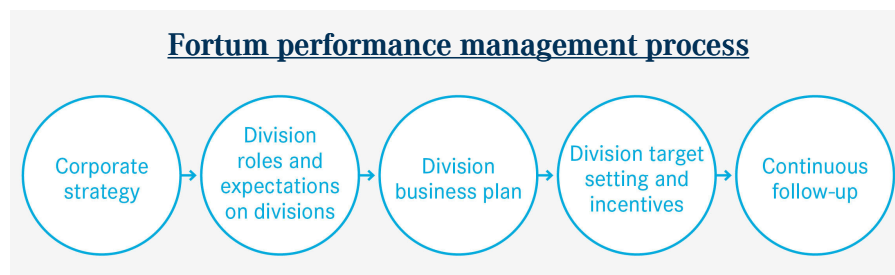 Fortum performance management process
Corporate
strategy
Division
roles and
expectations
on divisions
Division
business plan
Division target
setting and
incentives
Continuous
follow-up